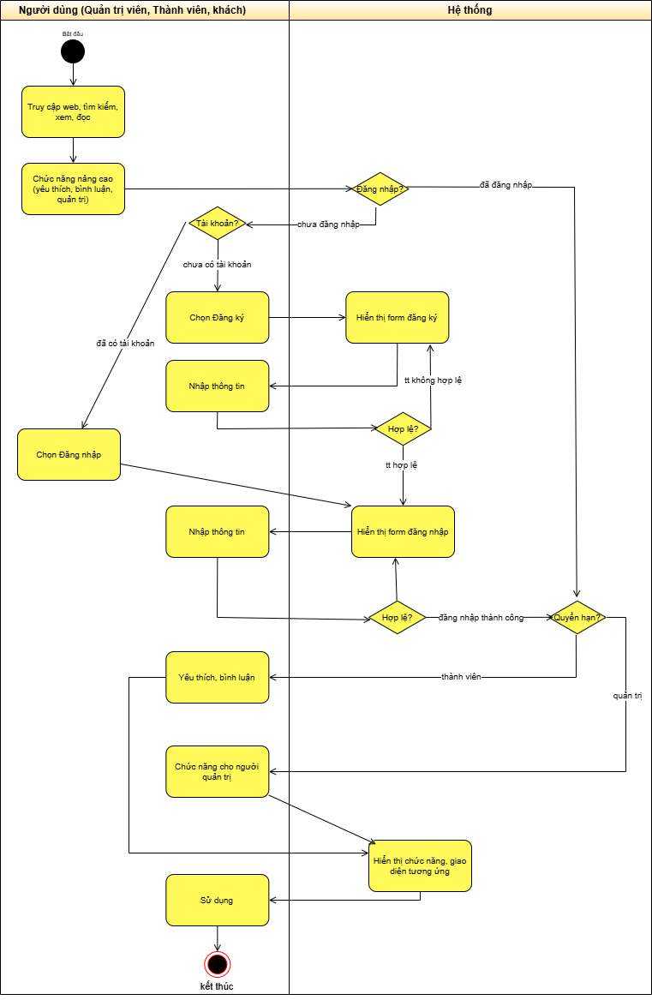 Người dùng (Quản trị viên, Thành viên, khách)
Hệ thống
Bắt đầu
Truy cập web, tìm kiếm,
xem, đọc
Chức năng nâng cao
(yêu thích, bình luận,
quản trị)
Đăng nhập?
đã đăng nhập
Tài khoản?
chưa đăng nhập
chưa có tài khoản
Chọn Đăng ký
Hiển thị form đăng ký
đã có tài khoản
Nhập thông tin
tt không hợp lệ
Hợp lệ?
Chọn Đăng nhập
tt hợp lệ
Nhập thông tin
Hiển thị form đăng nhập
Hợp lệ?
đăng nhập thành công
Quyền hạn?
Yêu thích, bình luận
thành viên
quản trị
Chức năng cho người
quản trị
Hiển thị chức năng, giao
diện tương ứng
Sử dụng
kết thúc